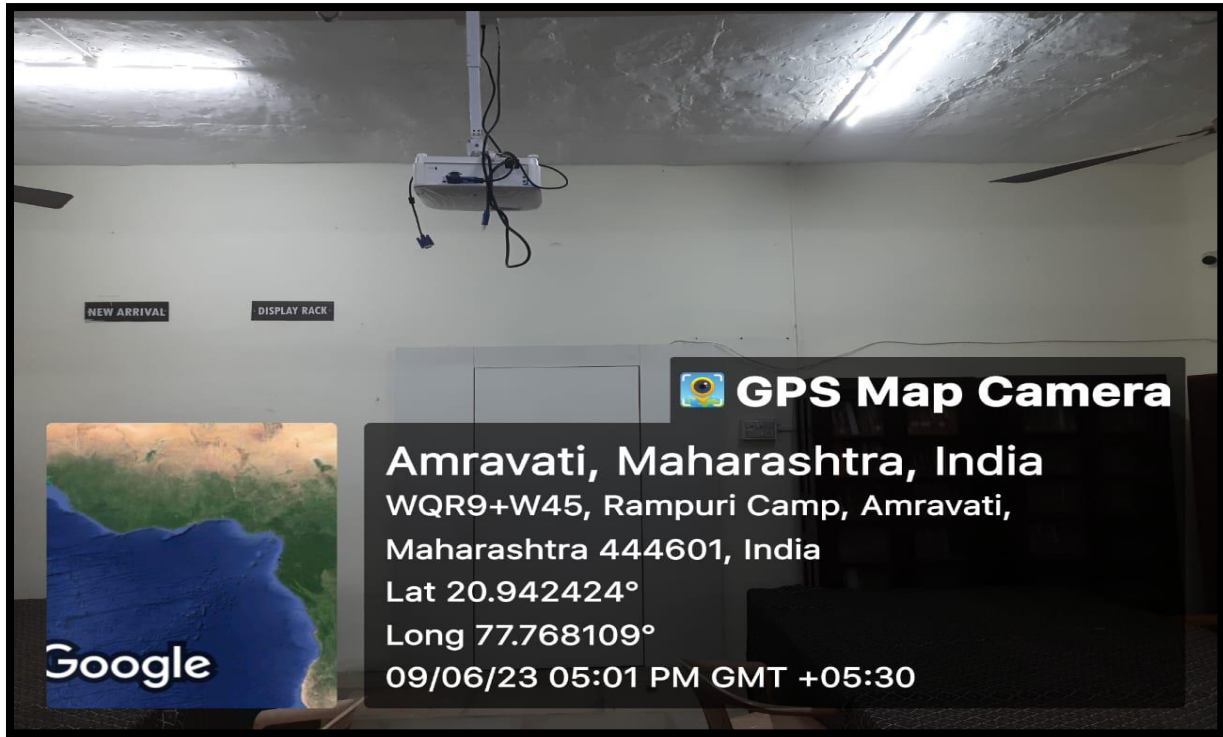 NEW ARRIVAL
DISPLAY RACK
GPS Map Camera
Amravati, Maharashtra, India
WQR9+W45, Rampuri Camp, Amravati,
Maharashtra 444601, India
Lat 20.942424°
Long 77.768109°
09/06/23 05:01 PM GMT +05:30
Google